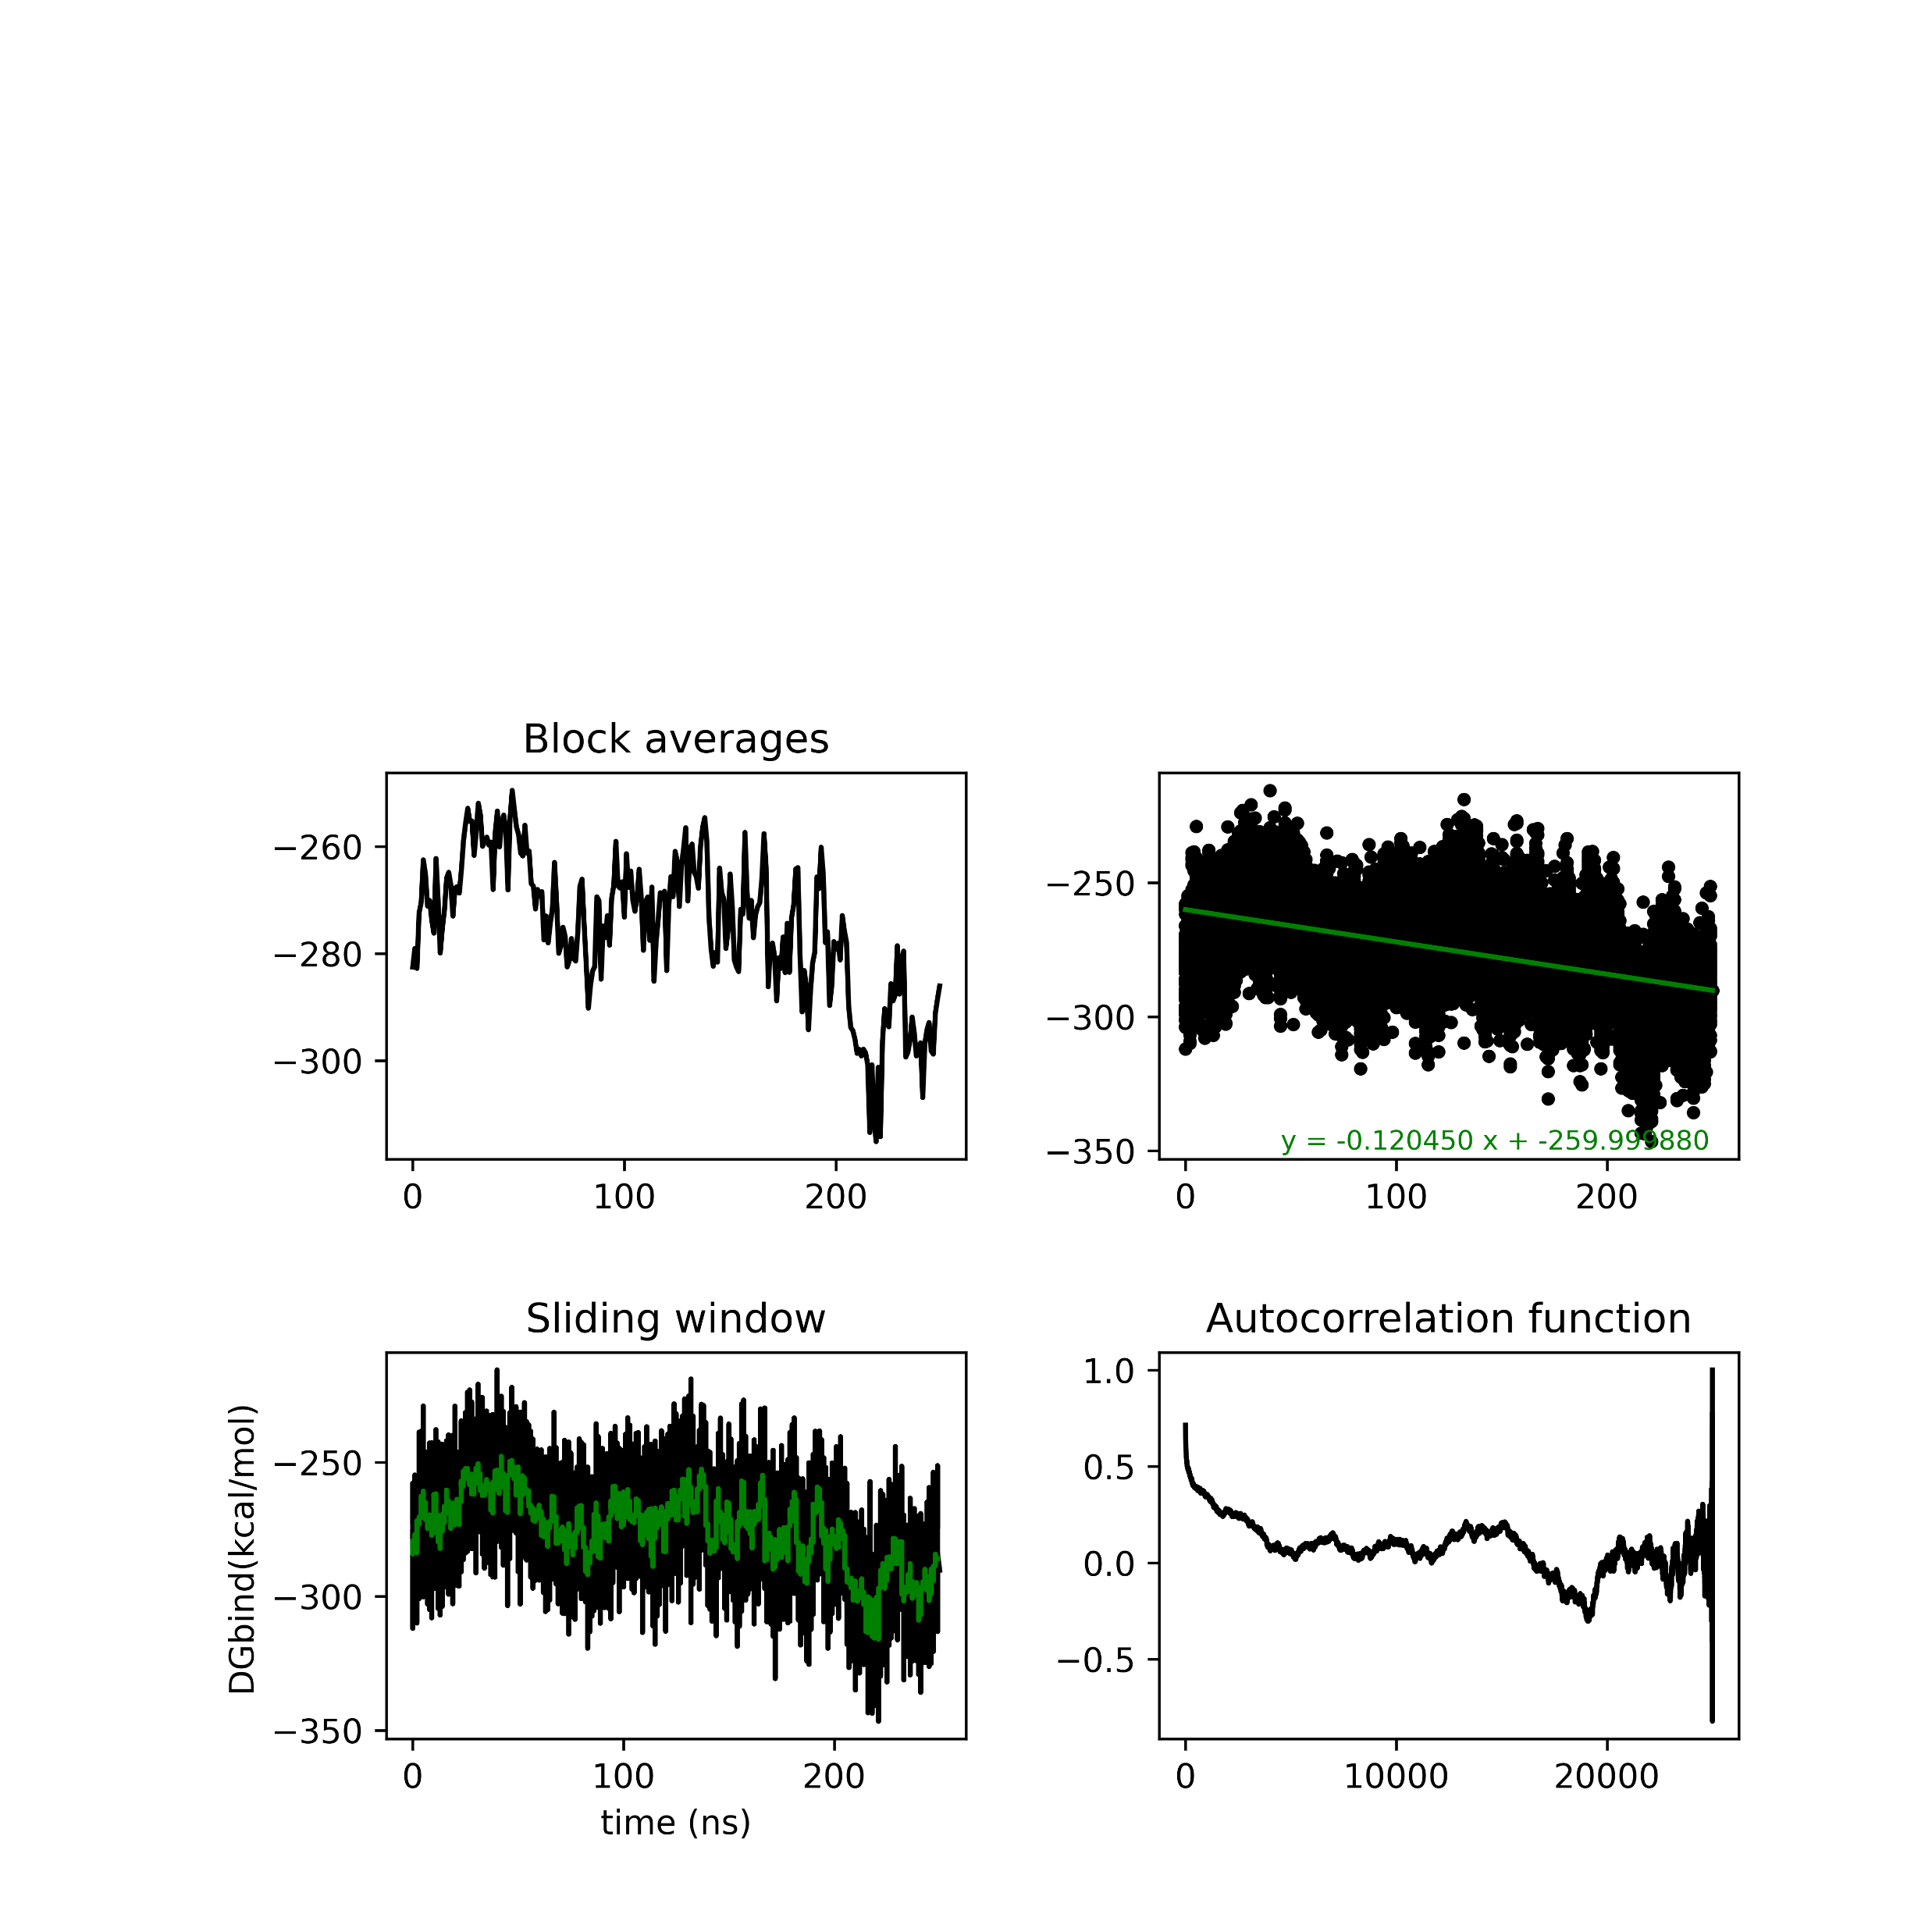 Block averages
−260
−280
−300
0 100 200
−250
−300
−350
y = -0.120450 x + -259.999880
0 100 200
Sliding window
DGbind(kcal/mol)
−250
−300
−350
0 100 200
time (ns)
Autocorrelation function
1.0
0.5
0.0
−0.5
0 10000 20000